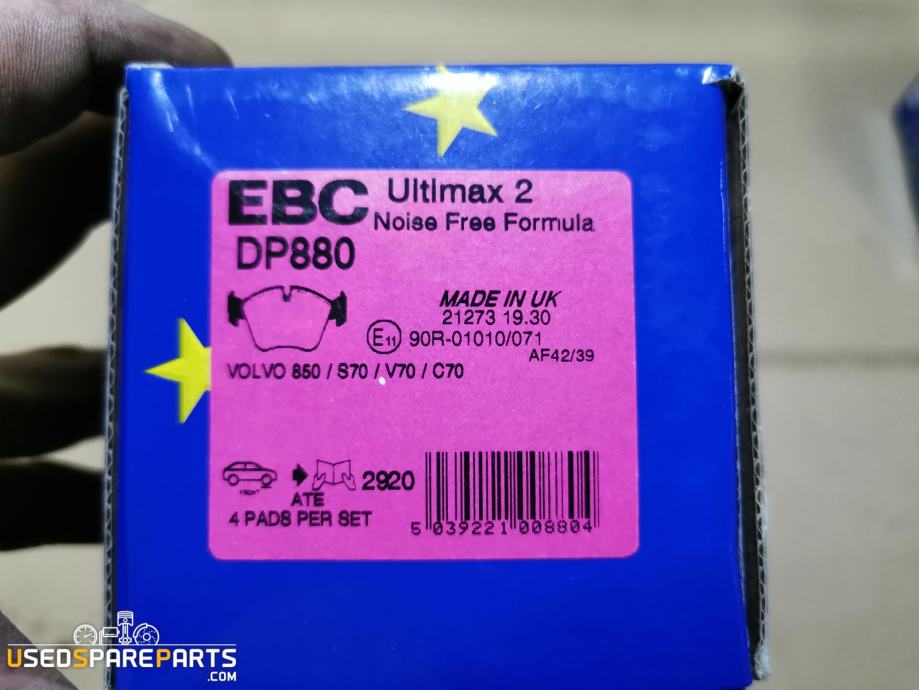 EBC Ultimax 2
Noise Free Formula
DP880
MADE IN UK
21273 19.30
E11 90R-01010/071
AF42/39
VOLVO 850 / S70 / V70 / C70
FRONT
ATE
2920
4 PADS PER SET
5 039221 008804
USEDSPAREPARTS
.COM